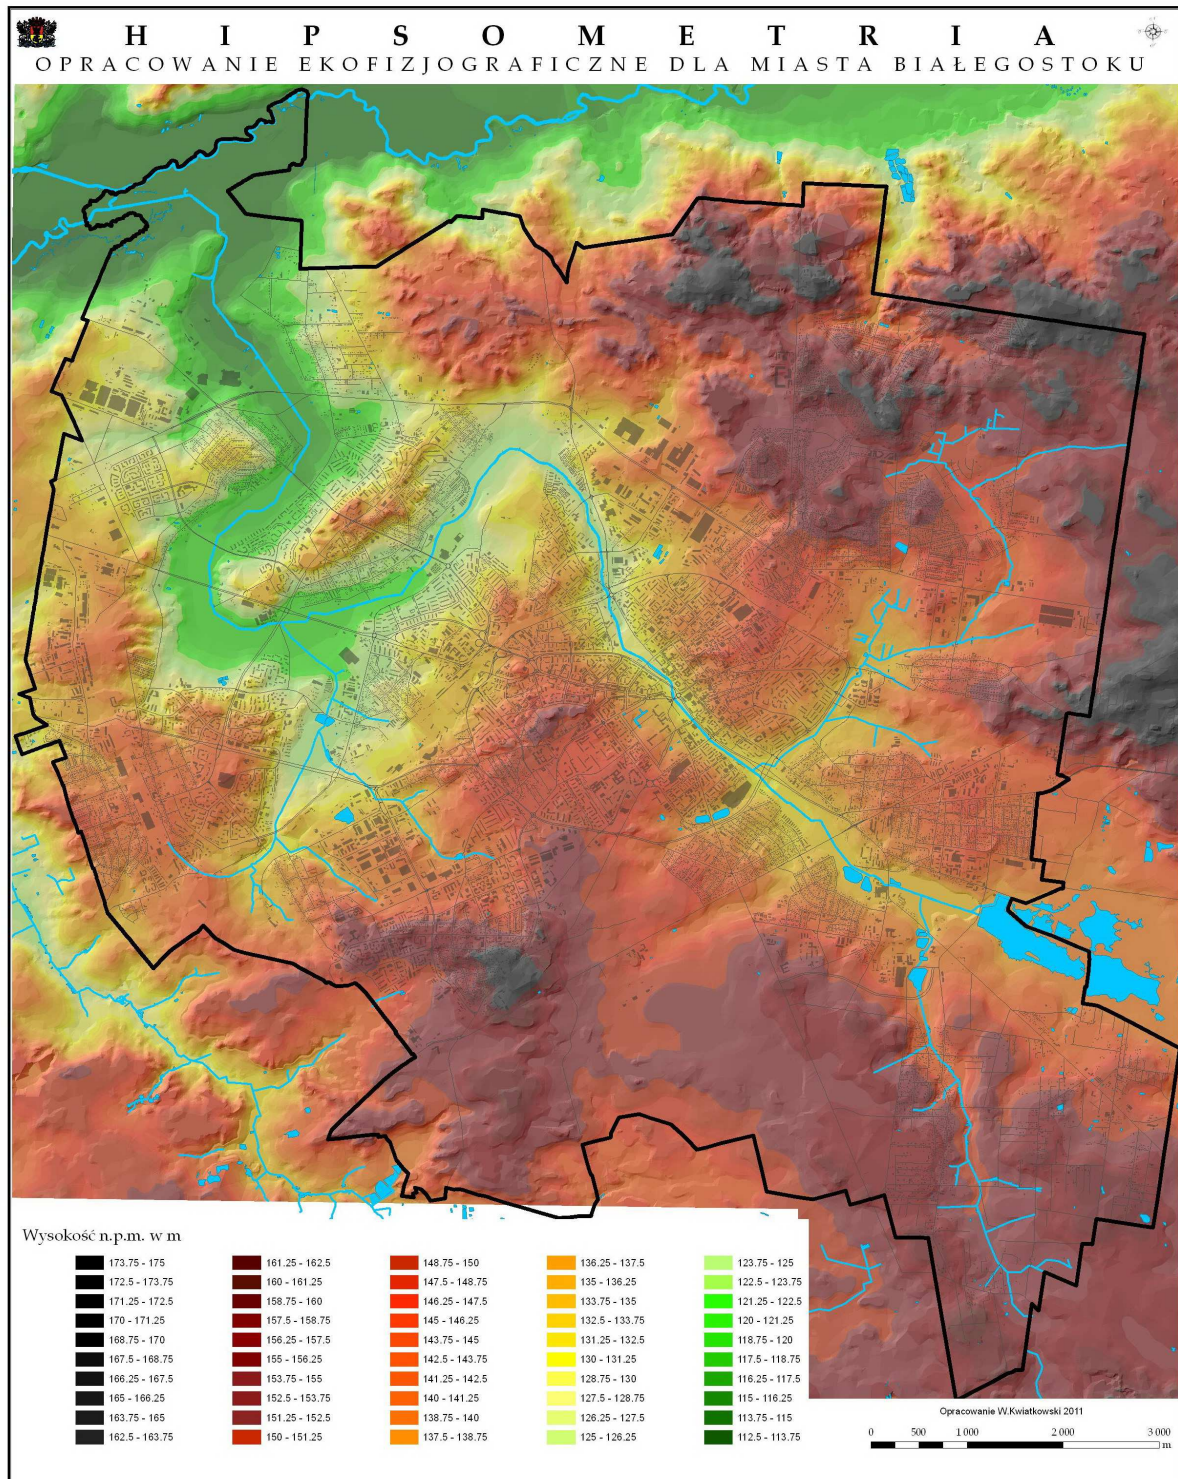 H I P S O M E T R I A
OPRACOWANIE EKOFIZJOGRAFICZNE DLA MIASTA BIAŁEGOSTOKU
Wysokość n.p.m. w m
173.75 - 175
172.5 - 173.75
171.25 - 172.5
170 - 171.25
168.75 - 170
167.5 - 168.75
166.25 - 167.5
165 - 166.25
163.75 - 165
162.5 - 163.75
161.25 - 162.5
160 - 161.25
158.75 - 160
157.5 - 158.75
156.25 - 157.5
155 - 156.25
153.75 - 155
152.5 - 153.75
151.25 - 152.5
150 - 151.25
148.75 - 150
147.5 - 148.75
146.25 - 147.5
145 - 146.25
143.75 - 145
142.5 - 143.75
141.25 - 142.5
140 - 141.25
138.75 - 140
137.5 - 138.75
136.25 - 137.5
135 - 136.25
133.75 - 135
132.5 - 133.75
131.25 - 132.5
130 - 131.25
128.75 - 130
127.5 - 128.75
126.25 - 127.5
125 - 126.25
123.75 - 125
122.5 - 123.75
121.25 - 122.5
120 - 121.25
118.75 - 120
117.5 - 118.75
116.25 - 117.5
115 - 116.25
113.75 - 115
112.5 - 113.75
Opracowanie W.Kwiatkowski 2011
0 500 1 000 2 000 3 000
m